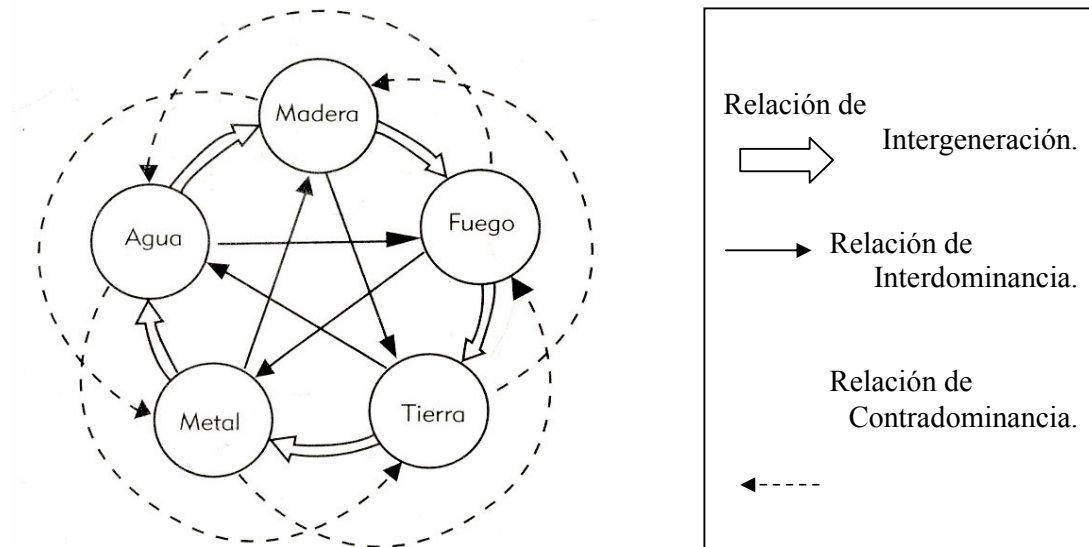 Madera
Fuego
Agua
Metal
Tierra
Relación de
Intergeneración.
Relación de
Interdominancia.
Relación de
Contradominancia.